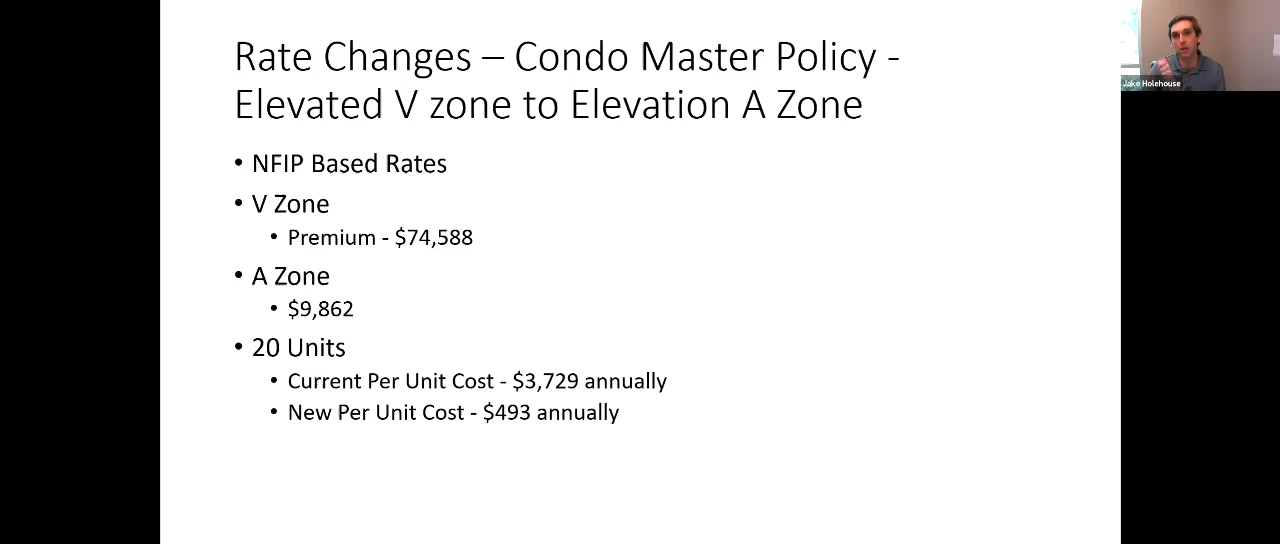 Rate Changes – Condo Master Policy -
Elevated V zone to Elevation A Zone
• NFIP Based Rates
• V Zone
• Premium - $74,588
• A Zone
• $9,862
• 20 Units
• Current Per Unit Cost - $3,729 annually
• New Per Unit Cost - $493 annually
Jake Holehouse